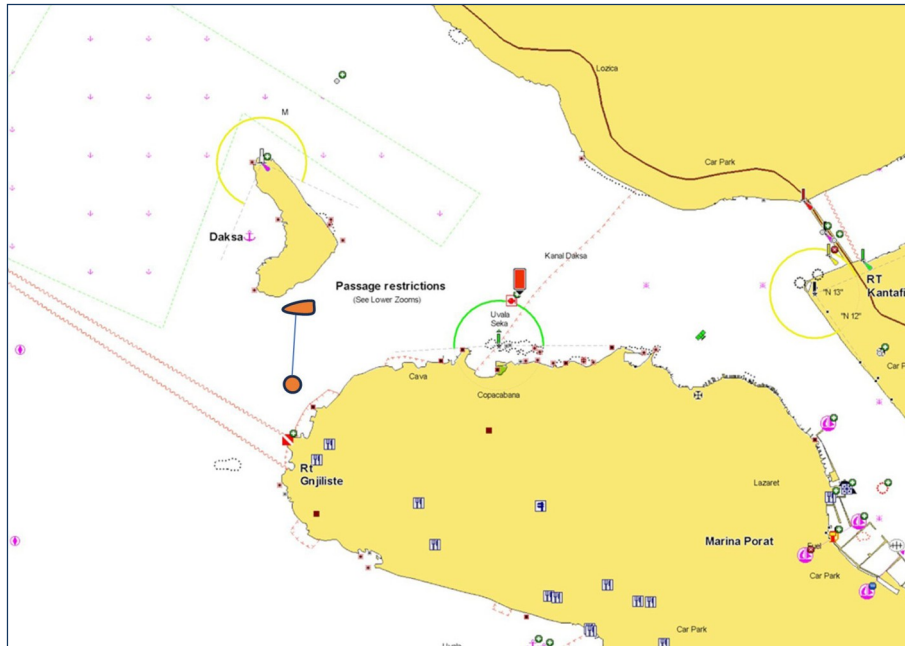 Lozica
M
Car Park
Daksa
Kanal Daksa
Passage restrictions
(See Lower Zooms)
RT
Kantafi
"N 13"
"N 12"
Uvala
Seka
Car P
Cava
Copacabana
Rt
Gnjiliste
Lazaret
Marina Porat
Fuel
Car Park
Car Park